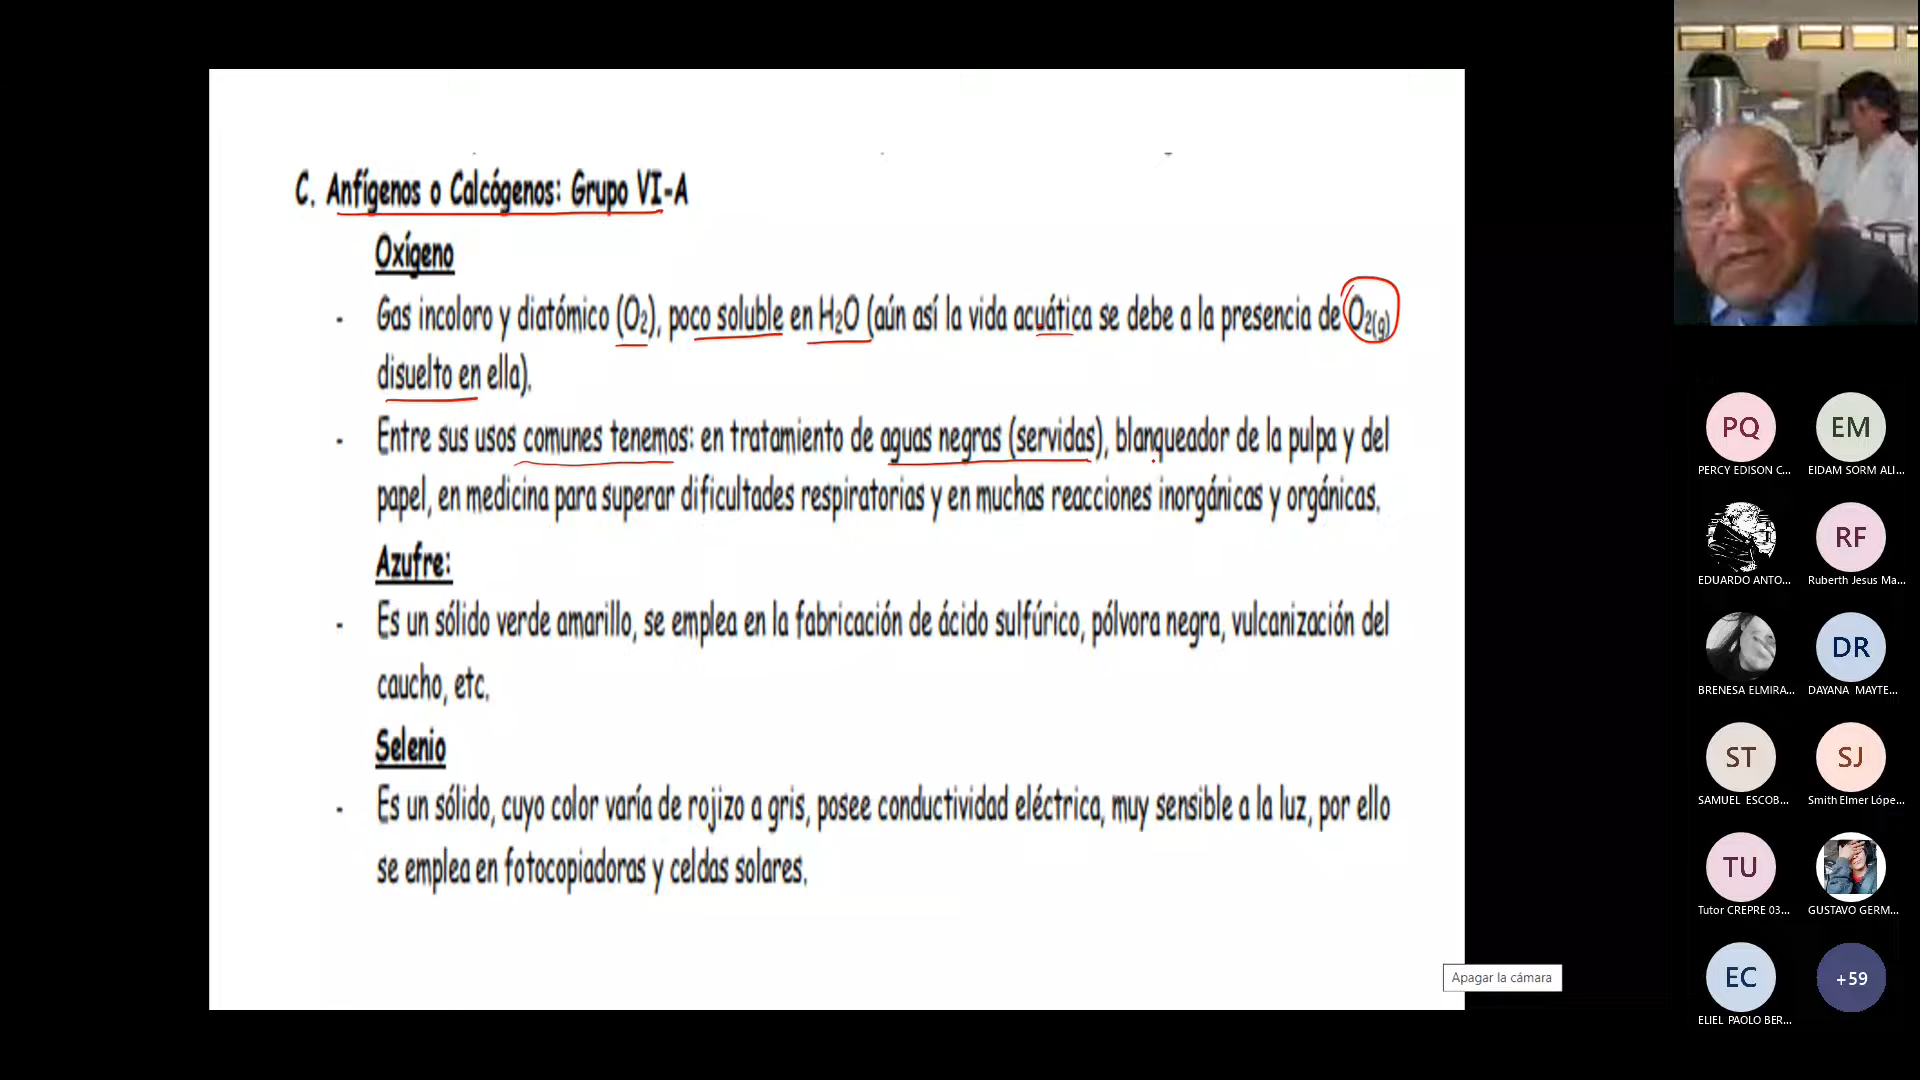 C. Anfígenos o Calcógenos: Grupo VI-A
Oxígeno
- Gas incoloro y diatómico (O₂), poco soluble en H₂O (aún así la vida acuática se debe a la presencia de O₂(g)
disuelto en ella).
- Entre sus usos comunes tenemos: en tratamiento de aguas negras (servidas), blanqueador de la pulpa y del
papel, en medicina para superar dificultades respiratorias y en muchas reacciones inorgánicas y orgánicas.
Azufre:
- Es un sólido verde amarillo, se emplea en la fabricación de ácido sulfúrico, pólvora negra, vulcanización del
caucho, etc.
Selenio
- Es un sólido, cuyo color varía de rojizo a gris, posee conductividad eléctrica, muy sensible a la luz, por ello
se emplea en fotocopiadoras y celdas solares.
Apagar la cámara
PQ
PERCY EDISON C...
EM
EIDAM SORM ALI...
EDUARDO ANTO...
RF
Ruberth Jesus Ma...
BRENESA ELMIRA...
DR
DAYANA MAYTE...
ST
SAMUEL ESCOB...
SJ
Smith Elmer Lópe...
TU
Tutor CREPRE 03...
GUSTAVO GERM...
EC
ELIEL PAOLO BER...
+59